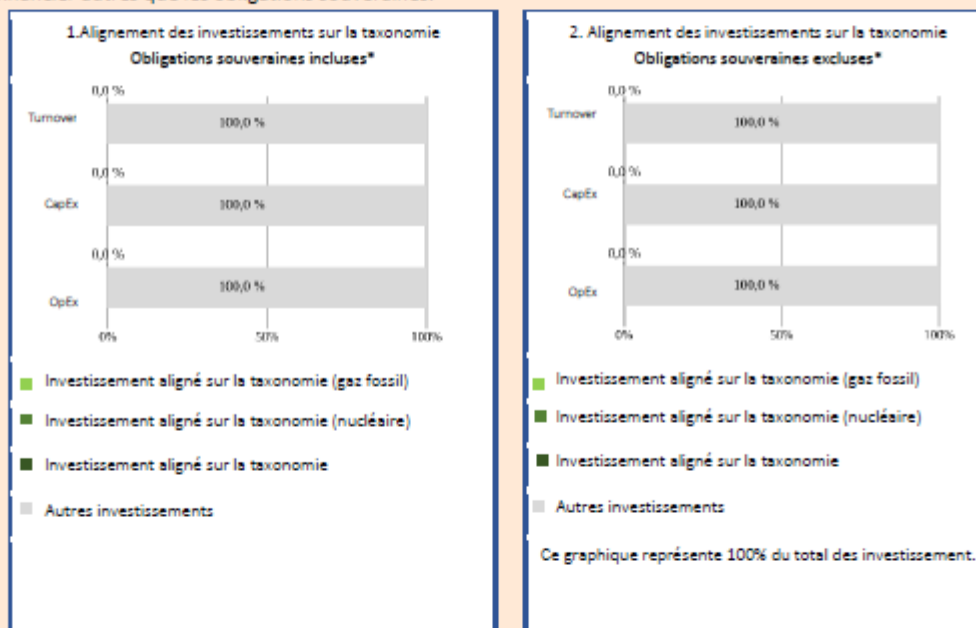 autres que les obligations souveraines.
1.Alignement des investissements sur la taxonomie
Obligations souveraines incluses*
0,0 %
Turnover
100,0 %
0,0 %
CapEx
100,0 %
0,0 %
OpEx
100,0 %
0%
50%
100%
Investissement aligné sur la taxonomie (gaz fossil)
Investissement aligné sur la taxonomie (nucléaire)
Investissement aligné sur la taxonomie
Autres investissements
2. Alignement des investissements sur la taxonomie
Obligations souveraines excluses*
0,0 %
Turnover
100,0 %
0,0 %
CapEx
100,0 %
0,0 %
OpEx
100,0 %
0%
50%
100%
Investissement aligné sur la taxonomie (gaz fossil)
Investissement aligné sur la taxonomie (nucléaire)
Investissement aligné sur la taxonomie
Autres investissements
Ce graphique représente 100% du total des investissement.